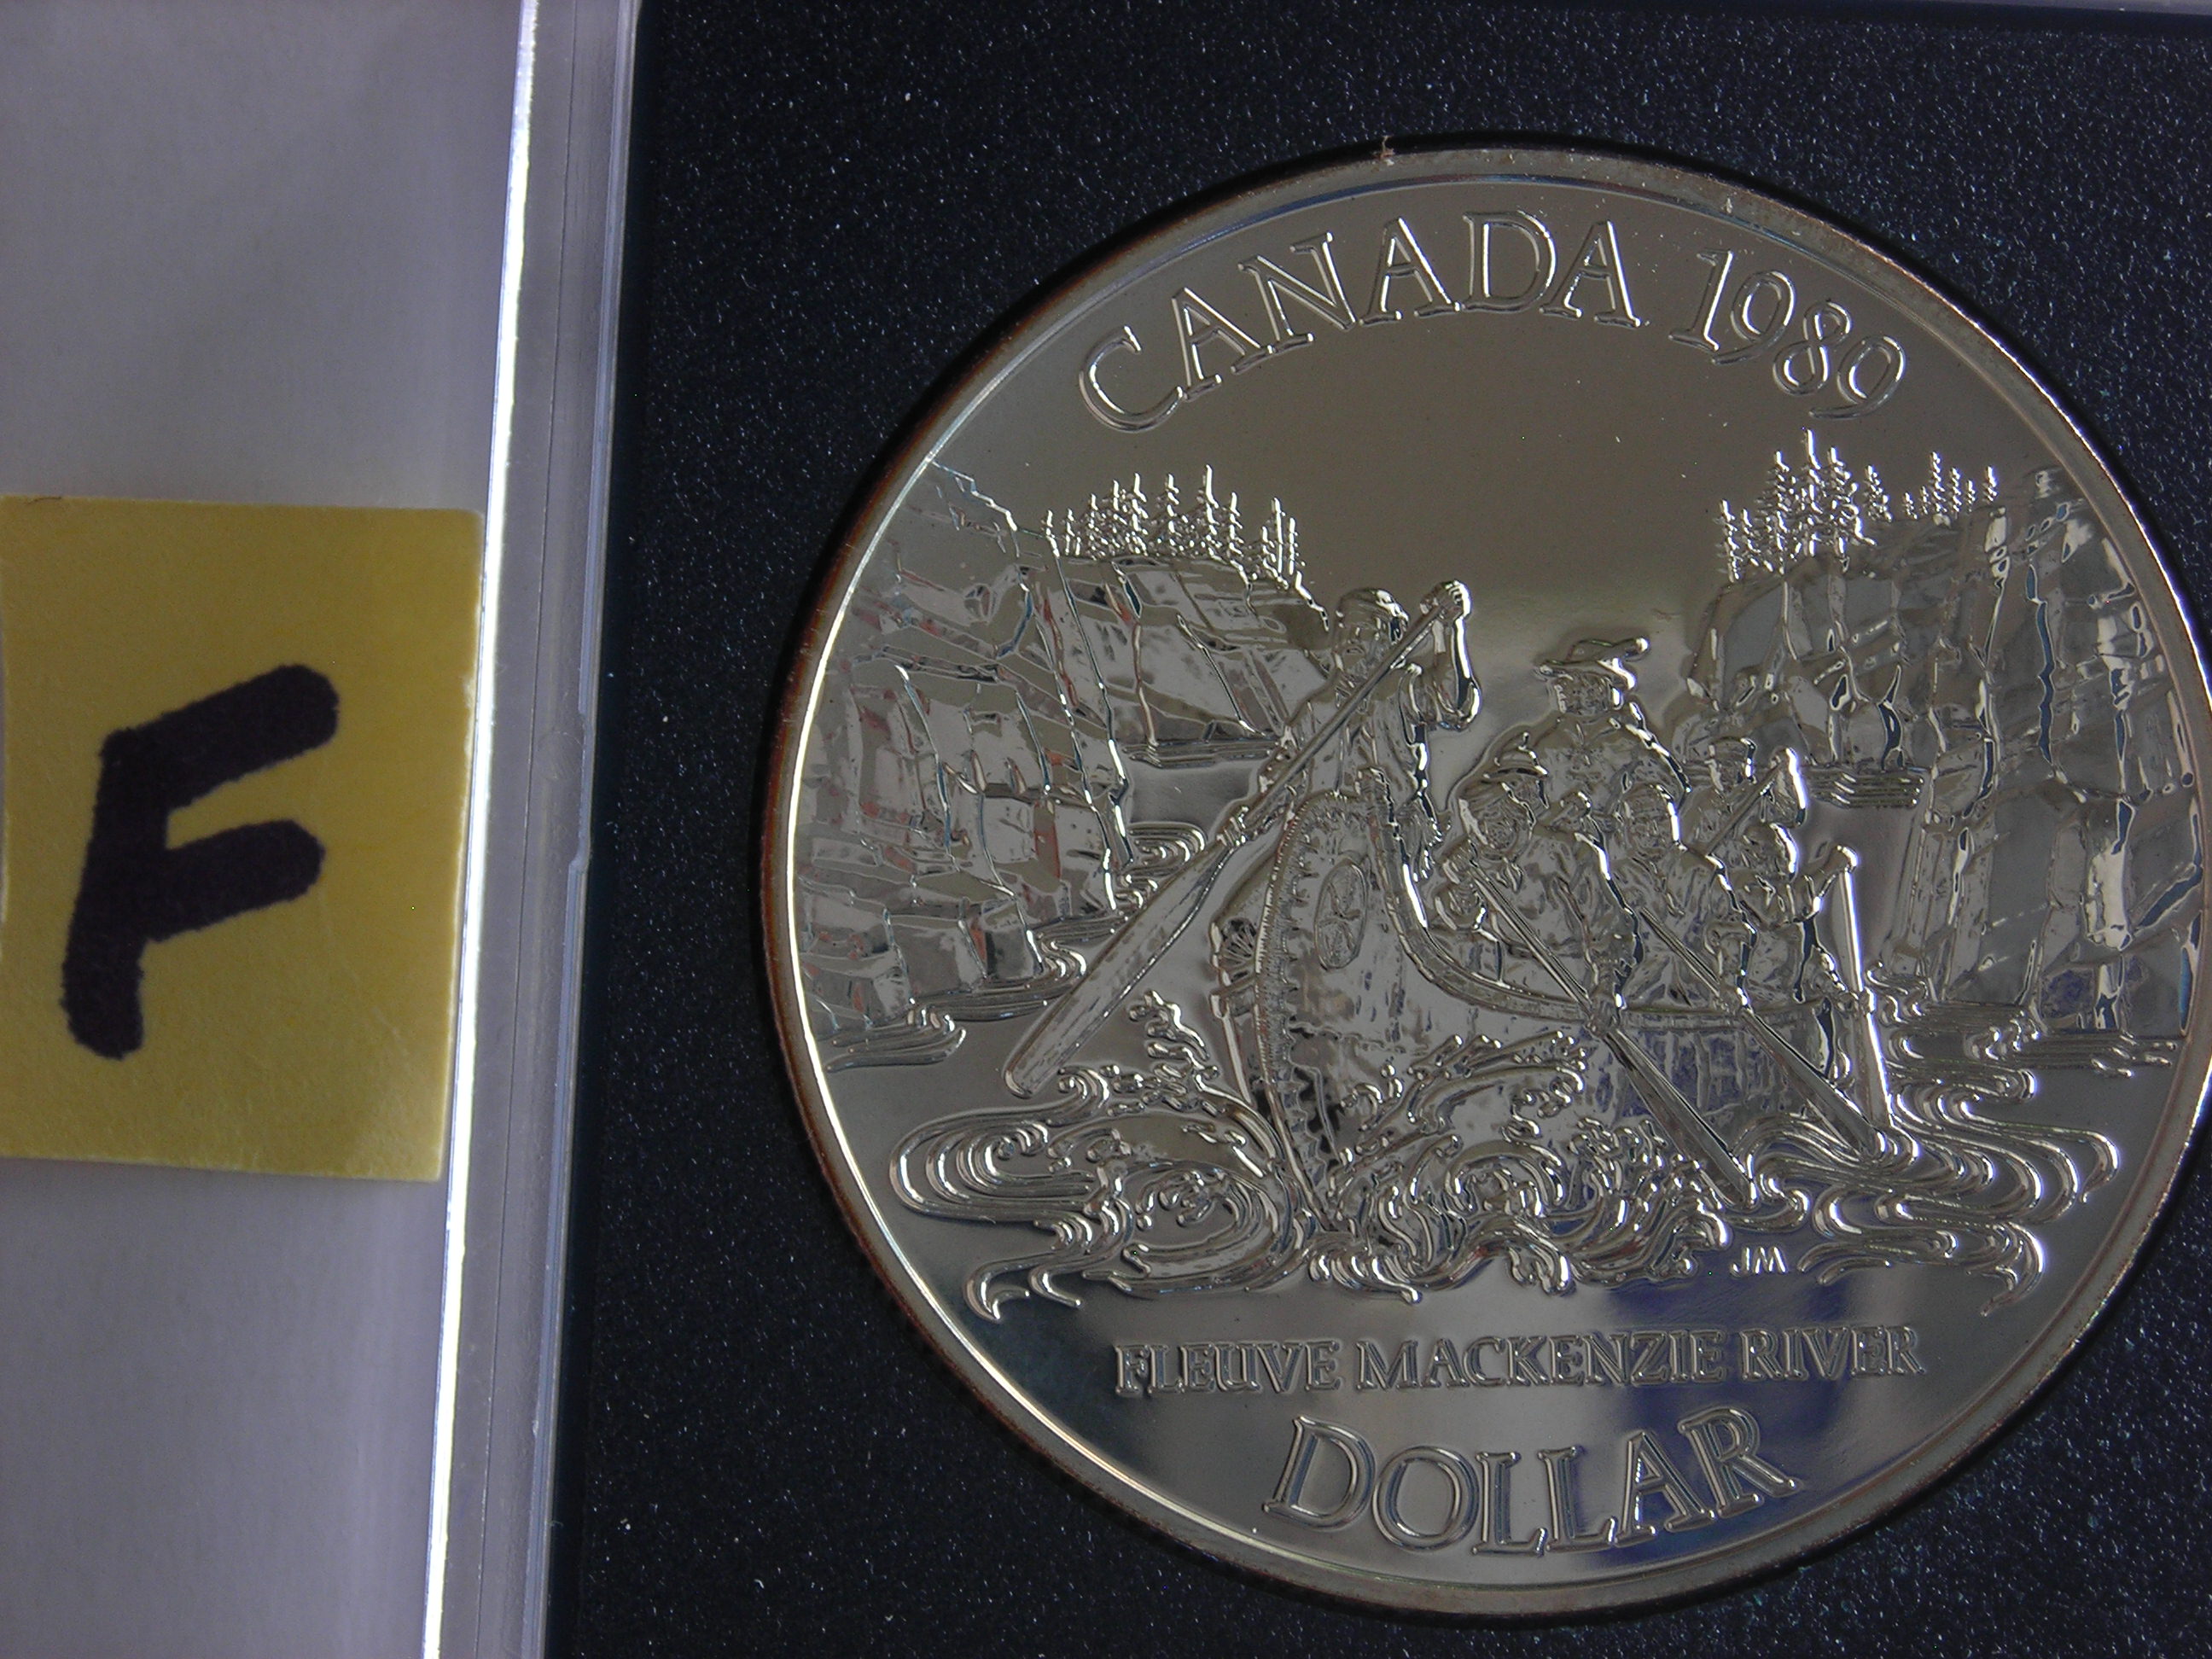 F
CANADA 1989
JM
FLEUVE MACKENZIE RIVER
DOLLAR